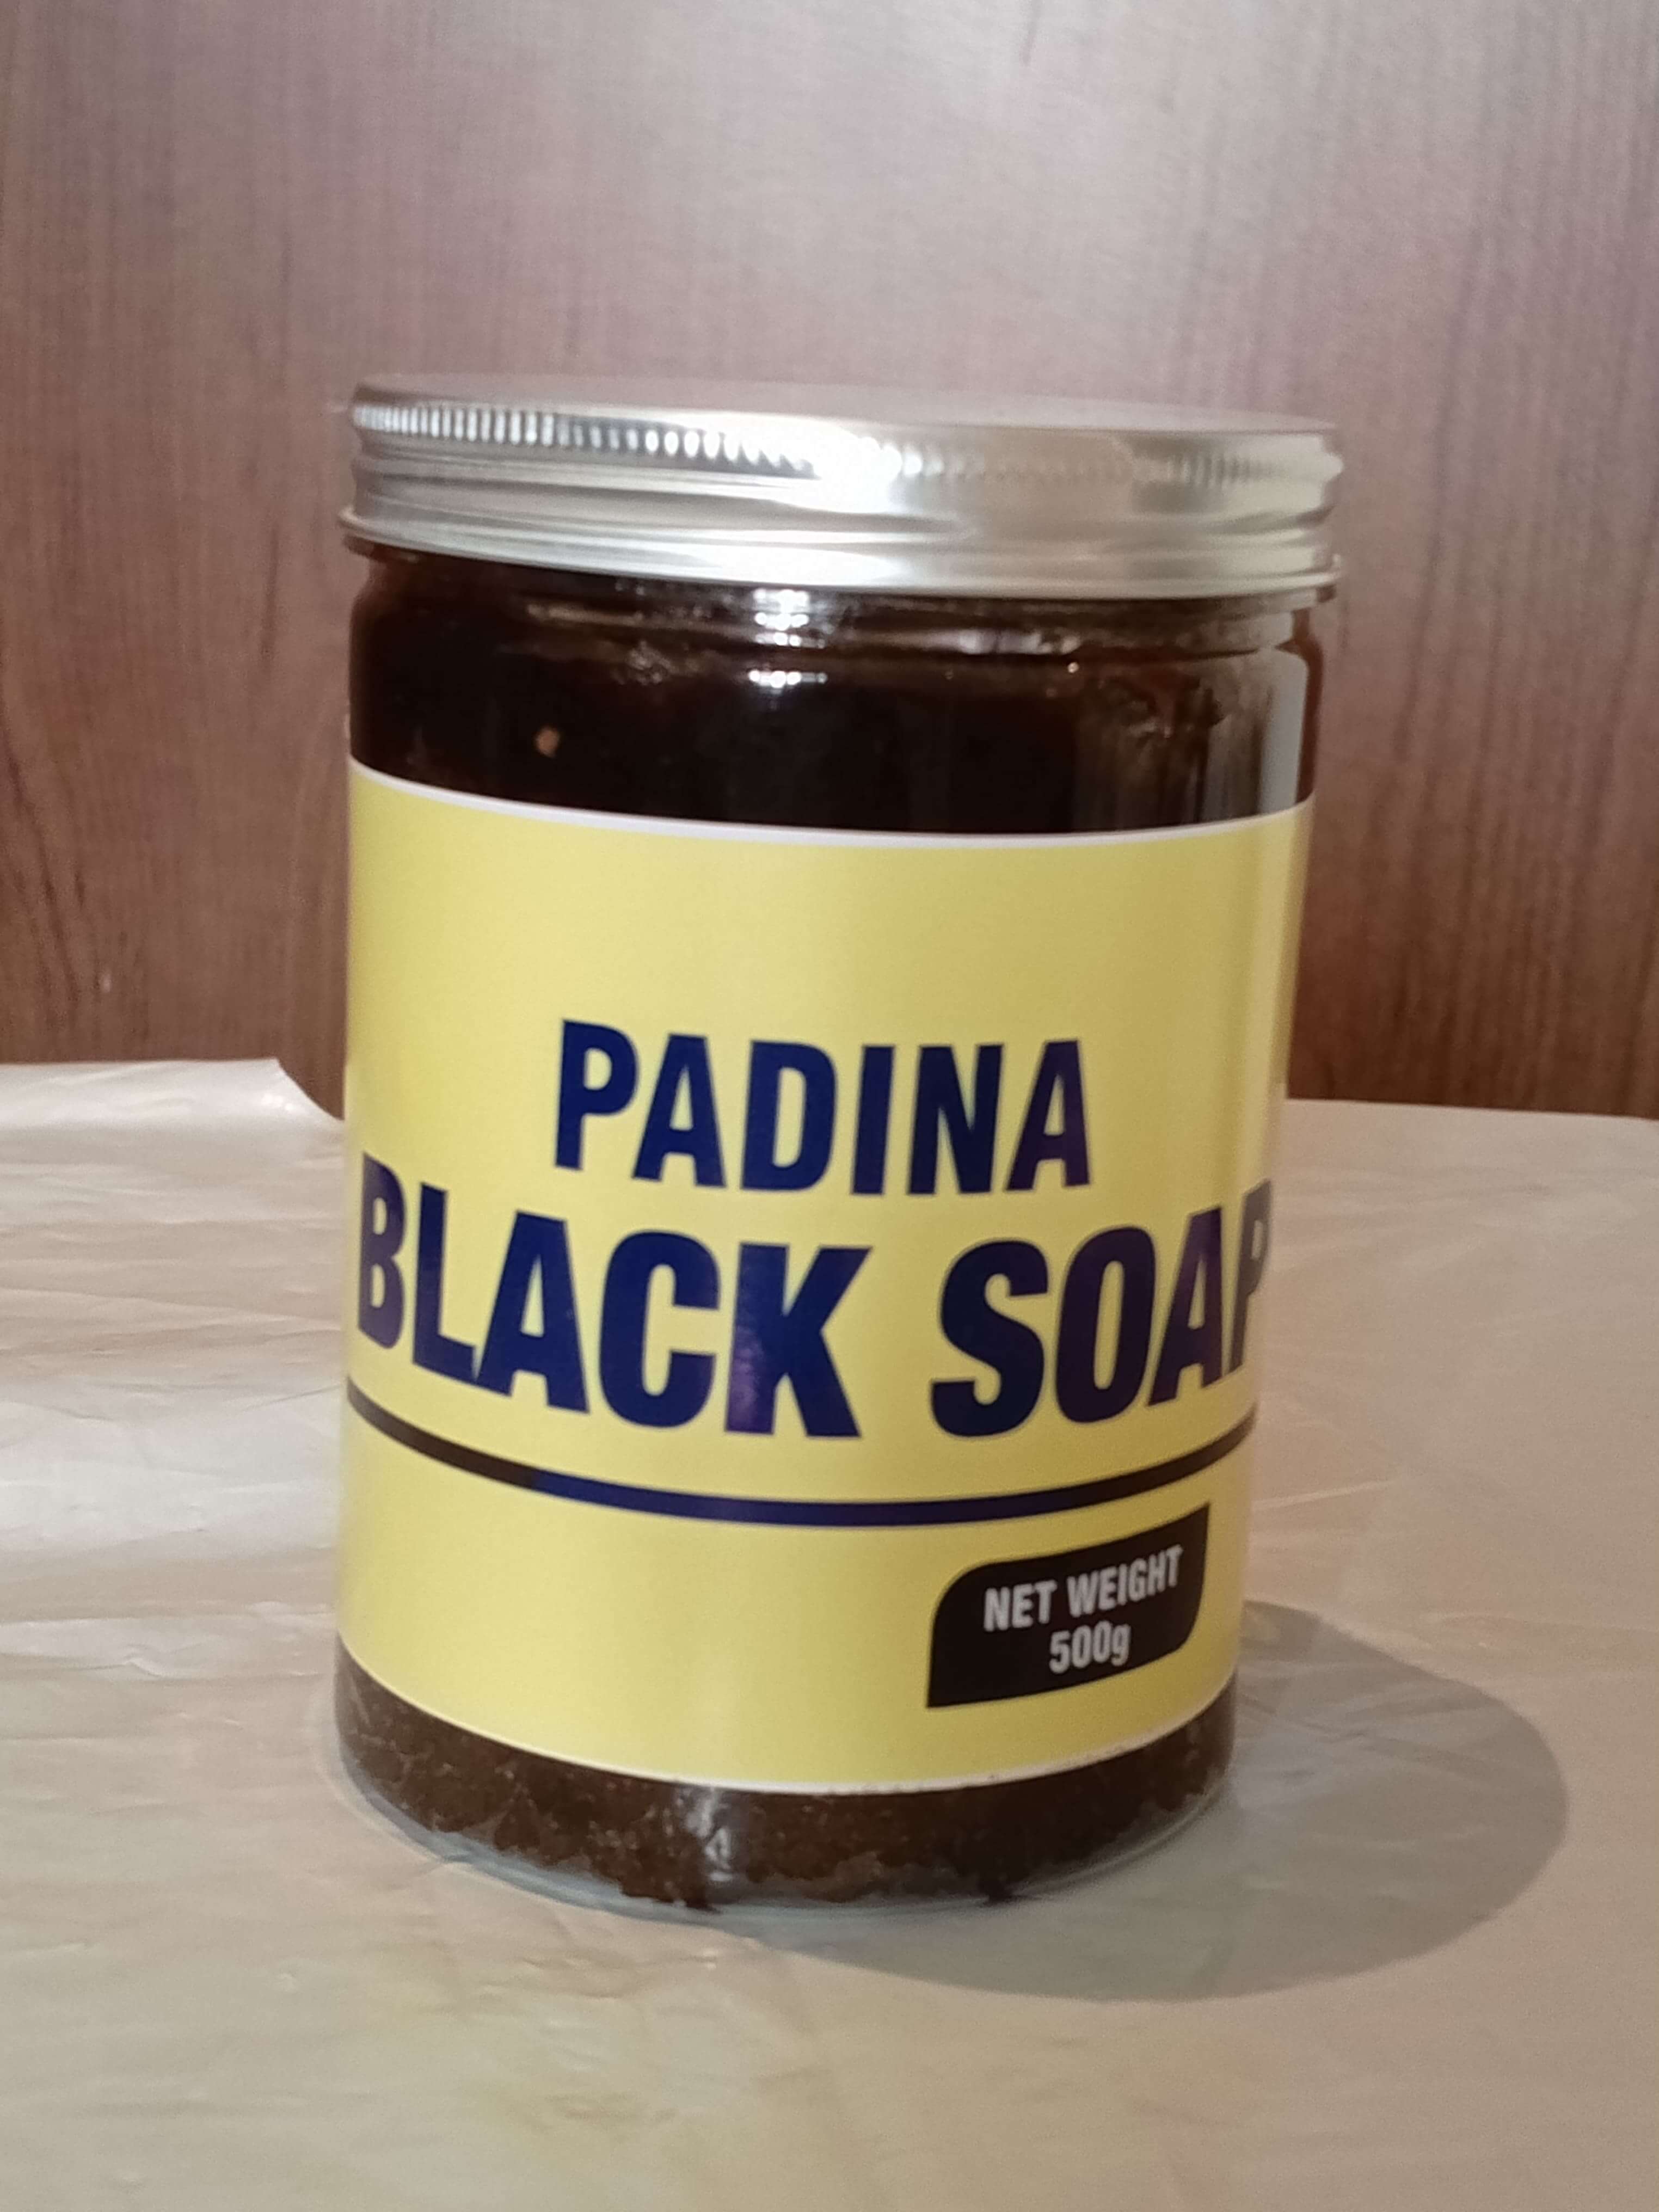 PADINA
BLACK SOAP
NET WEIGHT
500g